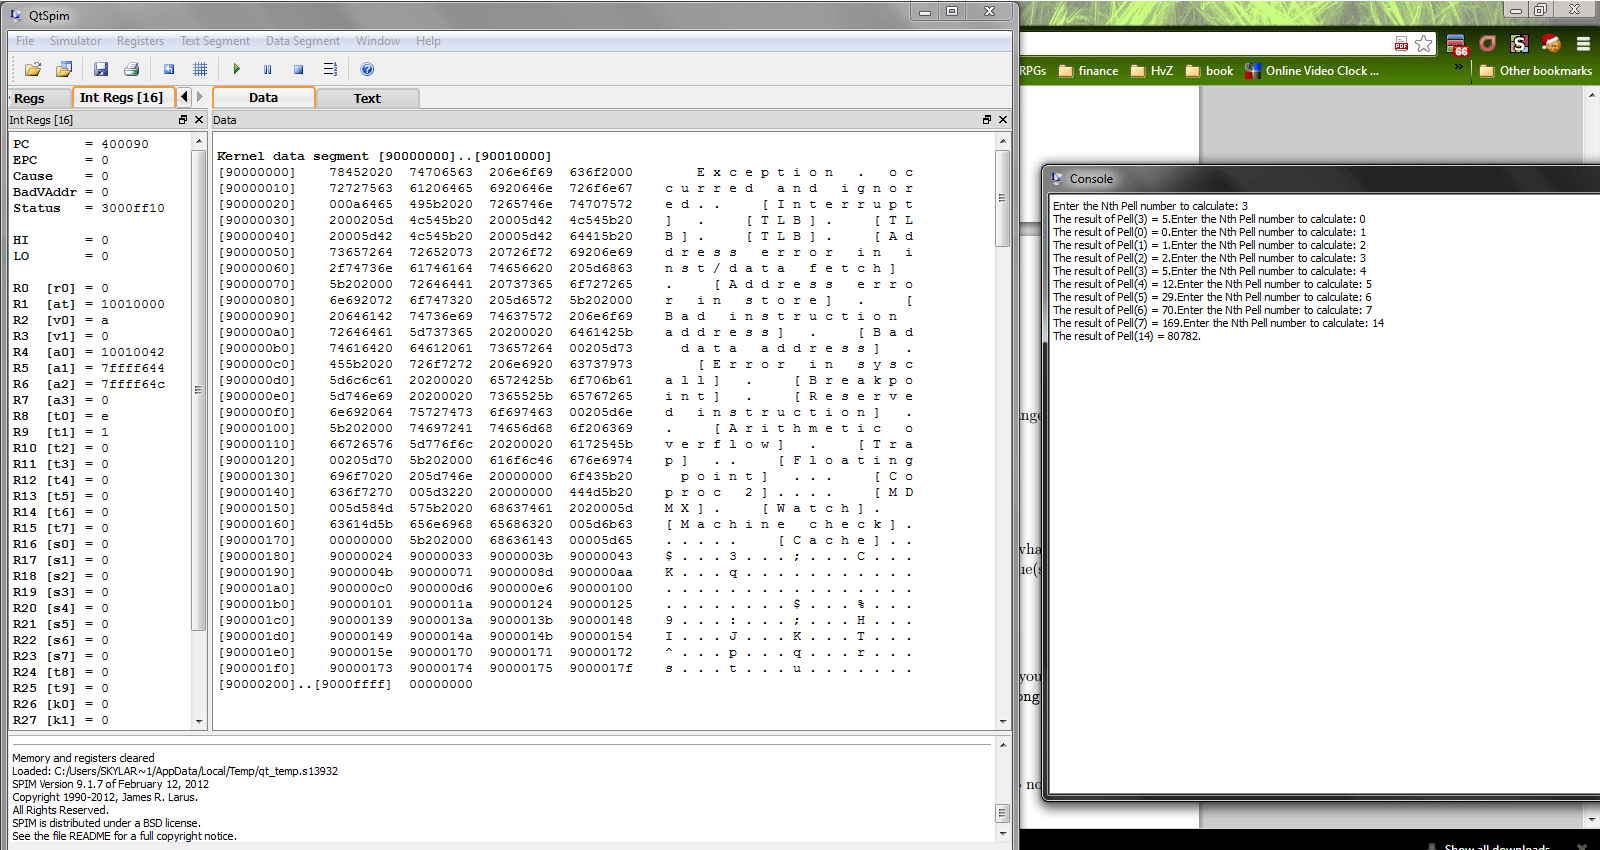 QtSpim
File Simulator Registers Text Segment Data Segment Window Help
Regs Int Regs [16] Data Text
Int Regs [16]
PC = 400090
EPC = 0
Cause = 0
BadVAddr = 0
Status = 3000ff10
HI = 0
LO = 0
R0 [r0] = 0
R1 [at] = 10010000
R2 [v0] = a
R3 [v1] = 0
R4 [a0] = 10010042
R5 [a1] = 7ffff644
R6 [a2] = 7ffff64c
R7 [a3] = 0
R8 [t0] = e
R9 [t1] = 1
R10 [t2] = 0
R11 [t3] = 0
R12 [t4] = 0
R13 [t5] = 0
R14 [t6] = 0
R15 [t7] = 0
R16 [s0] = 0
R17 [s1] = 0
R18 [s2] = 0
R19 [s3] = 0
R20 [s4] = 0
R21 [s5] = 0
R22 [s6] = 0
R23 [s7] = 0
R24 [t8] = 0
R25 [t9] = 0
R26 [k0] = 0
R27 [k1] = 0
Data
Kernel data segment [90000000]..[90010000]
[90000000] 78452020 74706563 206e6f69 636f2000 E x c e p t i o n . o c
[90000010] 72727563 61206465 6920646e 726f6e67 c u r r e d a n d i g n o r
[90000020] 000a6465 495b2020 7265746e 74707572 e d . . [ I n t e r r u p t
[90000030] 2000205d 4c545b20 20005d42 4c545b20 ] . [ T L B ] . [ T L
[90000040] 20005d42 4c545b20 20005d42 64415b20 B ] . [ T L B ] . [ A d
[90000050] 73657264 72652073 20726f72 69206e69 d r e s s e r r o r i n i
[90000060] 2f74736e 61746164 74656620 205d6863 n s t / d a t a f e t c h ]
[90000070] 5b202000 72646441 20737365 6f727265 . [ A d d r e s s e r r o
[90000080] 6e692072 6f747320 205d6572 5b202000 r i n s t o r e ] . [
[90000090] 20646142 74736e69 74637572 206e6f69 B a d i n s t r u c t i o n
[900000a0] 72646461 5d737365 20200020 6461425b a d d r e s s ] . [ B a d
[900000b0] 74616420 64612061 73657264 00205d73 d a t a a d d r e s s ] .
[900000c0] 455b2020 726f7272 206e6920 63737973 [ E r r o r i n s y s c
[900000d0] 5d6c6c61 20200020 6572425b 6f706b61 a l l ] . [ B r e a k p o
[900000e0] 5d746e69 20200020 7365525b 65767265 i n t ] . [ R e s e r v e
[900000f0] 6e692064 75727473 6f697463 00205d6e d i n s t r u c t i o n ] .
[90000100] 5b202000 74697241 74656d68 6f206369 . [ A r i t h m e t i c o
[90000110] 66726576 5d776f6c 20200020 6172545b v e r f l o w ] . [ T r a
[90000120] 00205d70 5b202000 616f6c46 676e6974 p ] . . [ F l o a t i n g
[90000130] 696f7020 205d746e 20000000 6f435b20 p o i n t ] . . . [ C o
[90000140] 636f7270 005d3220 20000000 444d5b20 p r o c 2 ] . . . . [ M D
[90000150] 005d584d 575b2020 68637461 2020005d M X ] . [ W a t c h ] .
[90000160] 63614d5b 656e6968 65686320 005d6b63 [ M a c h i n e c h e c k ] .
[90000170] 00000000 5b202000 68636143 00005d65 . . . . . [ C a c h e ] . .
[90000180] 90000024 90000033 9000003b 90000043 $ . . . 3 . . . ; . . . C . . .
[90000190] 9000004b 90000071 9000008d 900000aa K . . . q . . . . . . . . . . .
[900001a0] 900000c0 900000d6 900000e6 90000100 . . . . . . . . . . . . . . . .
[900001b0] 90000101 9000011a 90000124 90000125 . . . . . . . . $ . . . % . . .
[900001c0] 90000139 9000013a 9000013b 90000148 9 . . . : . . . ; . . . H . . .
[900001d0] 90000149 9000014a 9000014b 90000154 I . . . J . . . K . . . T . . .
[900001e0] 9000015e 90000170 90000171 90000172 ^ . . . p . . . q . . . r . . .
[900001f0] 90000173 90000174 90000175 9000017f s . . . t . . . u . . . . . . .
[90000200]..[9000ffff] 00000000
Memory and registers cleared
Loaded: C:/Users/SKYLAR~1/AppData/Local/Temp/qt_temp.s13932
SPIM Version 9.1.7 of February 12, 2012
Copyright 1990-2012, James R. Larus.
All Rights Reserved.
SPIM is distributed under a BSD license.
See the file README for a full copyright notice.
66
RPGs finance HvZ book Online Video Clock ... » Other bookmarks
Console
Enter the Nth Pell number to calculate: 3
The result of Pell(3) = 5.Enter the Nth Pell number to calculate: 0
The result of Pell(0) = 0.Enter the Nth Pell number to calculate: 1
The result of Pell(1) = 1.Enter the Nth Pell number to calculate: 2
The result of Pell(2) = 2.Enter the Nth Pell number to calculate: 3
The result of Pell(3) = 5.Enter the Nth Pell number to calculate: 4
The result of Pell(4) = 12.Enter the Nth Pell number to calculate: 5
The result of Pell(5) = 29.Enter the Nth Pell number to calculate: 6
The result of Pell(6) = 70.Enter the Nth Pell number to calculate: 7
The result of Pell(7) = 169.Enter the Nth Pell number to calculate: 14
The result of Pell(14) = 80782.
Show all downloads